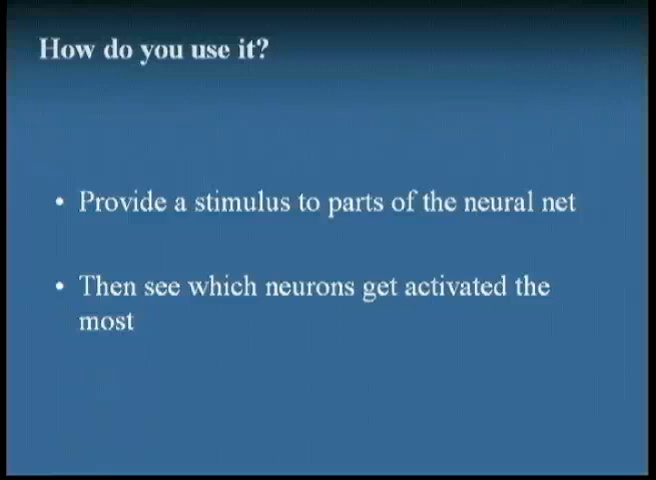 How do you use it?
• Provide a stimulus to parts of the neural net
• Then see which neurons get activated the
most